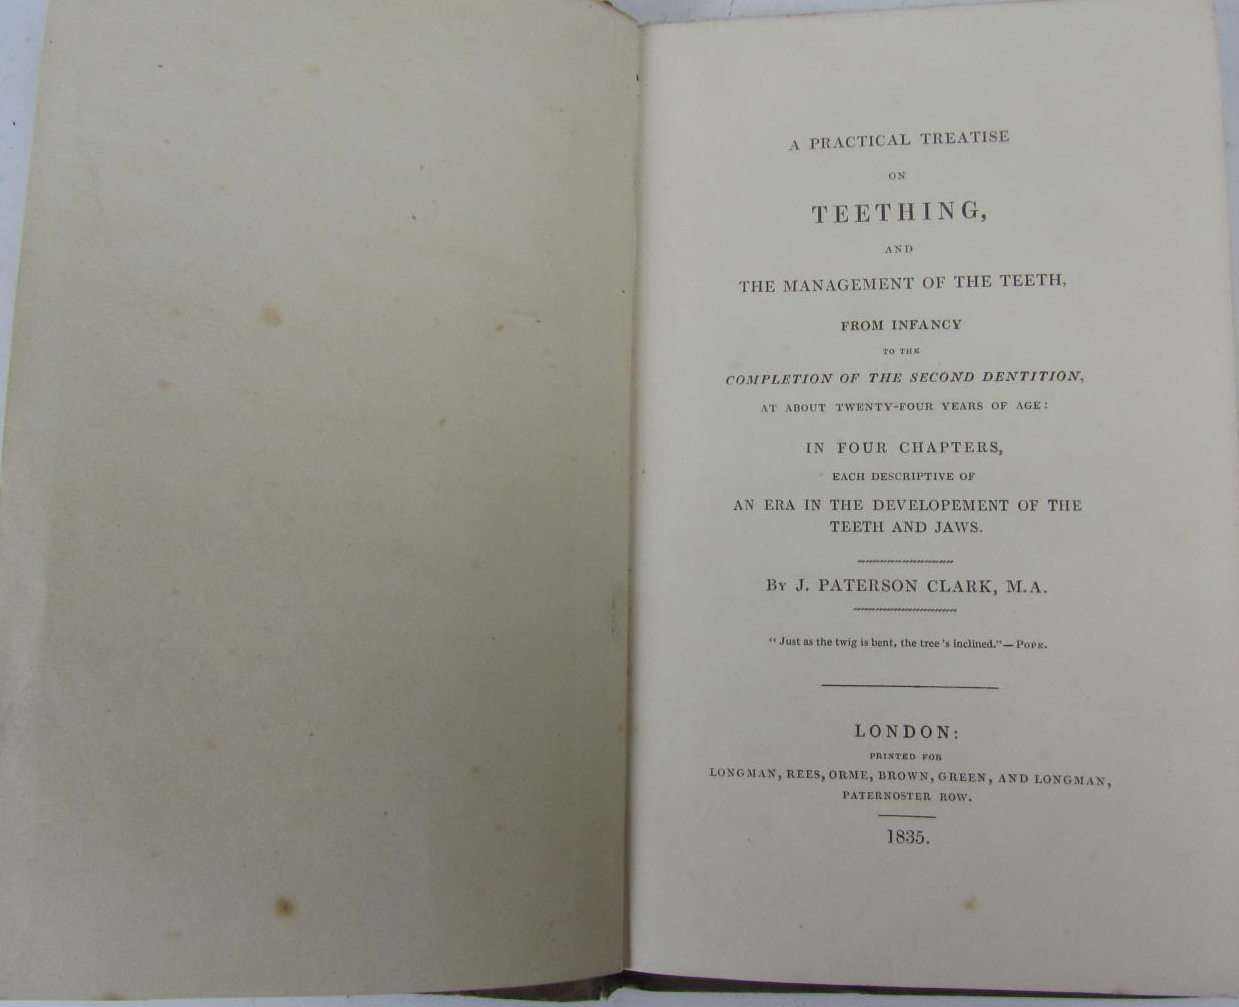 A PRACTICAL TREATISE
ON
TEETHING,
AND
THE MANAGEMENT OF THE TEETH,
FROM INFANCY
TO THE
COMPLETION OF THE SECOND DENTITION,
AT ABOUT TWENTY-FOUR YEARS OF AGE:
IN FOUR CHAPTERS,
EACH DESCRIPTIVE OF
AN ERA IN THE DEVELOPEMENT OF THE
TEETH AND JAWS.
BY J. PATERSON CLARK, M.A.
"Just as the twig is bent, the tree 's inclined."—POPE.
LONDON:
PRINTED FOR
LONGMAN, REES, ORME, BROWN, GREEN, AND LONGMAN,
PATERNOSTER ROW.
1835.